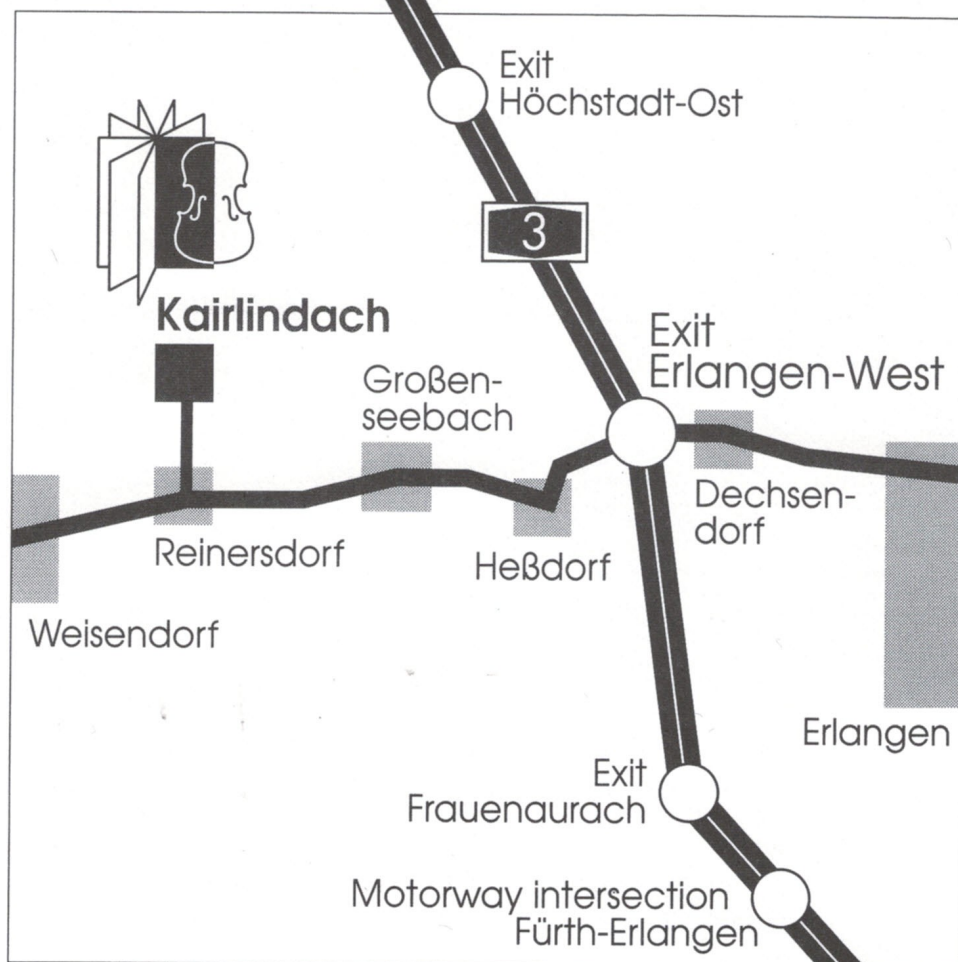 Exit
Höchstadt-Ost
3
Kairlindach
Exit
Erlangen-West
Großen-
seebach
Dechsen-
dorf
Reinersdorf
Heßdorf
Weisendorf
Erlangen
Exit
Frauenaurach
Motorway intersection
Fürth-Erlangen